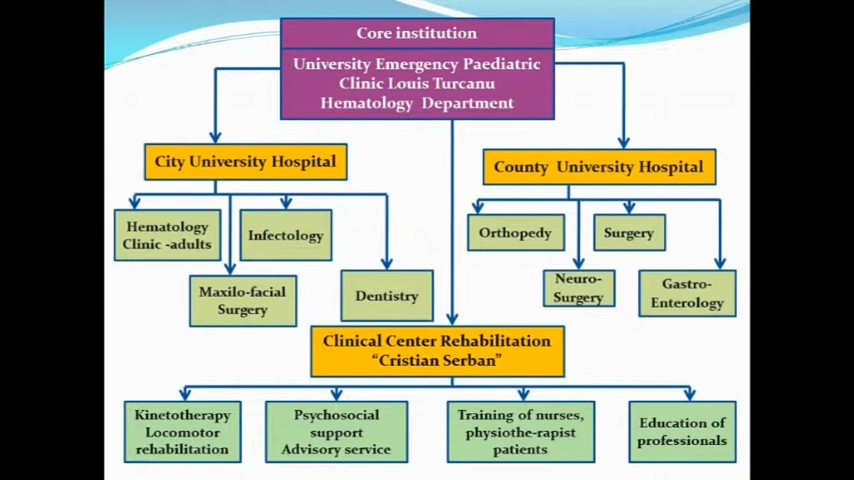 Core institution
University Emergency Paediatric
Clinic Louis Turcanu
Hematology Department
City University Hospital
County University Hospital
Hematology
Clinic -adults
Infectology
Maxilo-facial
Surgery
Dentistry
Orthopedy
Surgery
Neuro-
Surgery
Gastro-
Enterology
Clinical Center Rehabilitation
“Cristian Serban”
Kinetotherapy
Locomotor
rehabilitation
Psychosocial
support
Advisory service
Training of nurses,
physiothe-rapist
patients
Education of
professionals